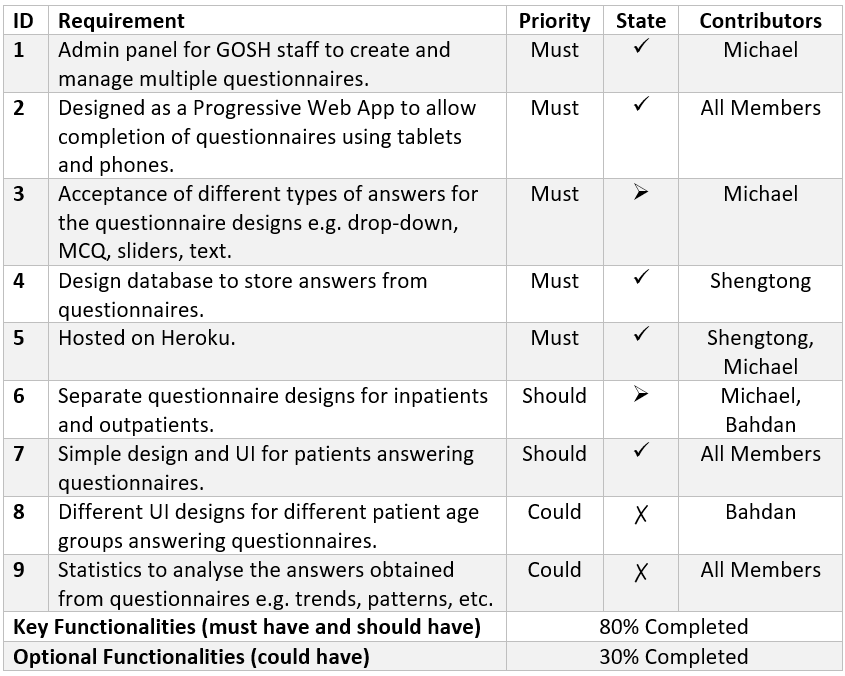 ID Requirement Priority State Contributors
1 Admin panel for GOSH staff to create and Must ✓ Michael
manage multiple questionnaires.
2 Designed as a Progressive Web App to allow Must ✓ All Members
completion of questionnaires using tablets
and phones.
3 Acceptance of different types of answers for Must ➢ Michael
the questionnaire designs e.g. drop-down,
MCQ, sliders, text.
4 Design database to store answers from Must ✓ Shengtong
questionnaires.
5 Hosted on Heroku. Must ✓ Shengtong,
Michael
6 Separate questionnaire designs for inpatients Should ➢ Michael,
and outpatients. Bahdan
7 Simple design and UI for patients answering Should ✓ All Members
questionnaires.
8 Different UI designs for different patient age Could ✗ Bahdan
groups answering questionnaires.
9 Statistics to analyse the answers obtained Could ✗ All Members
from questionnaires e.g. trends, patterns, etc.
Key Functionalities (must have and should have) 80% Completed
Optional Functionalities (could have) 30% Completed